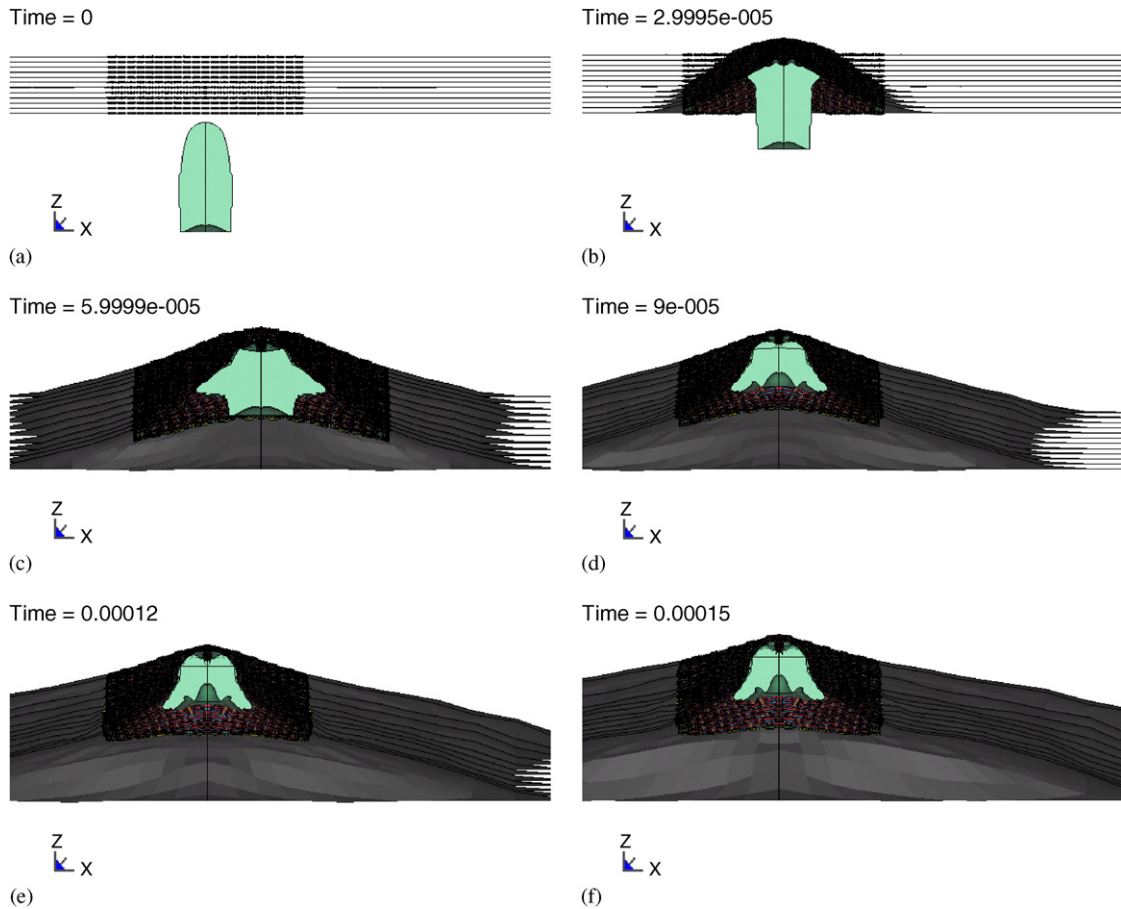 Time = 0
Time = 2.9995e-005
Z
X
Z
X
(a)
(b)
Time = 5.9999e-005
Time = 9e-005
Z
X
Z
X
(c)
(d)
Time = 0.00012
Time = 0.00015
Z
X
Z
X
(e)
(f)